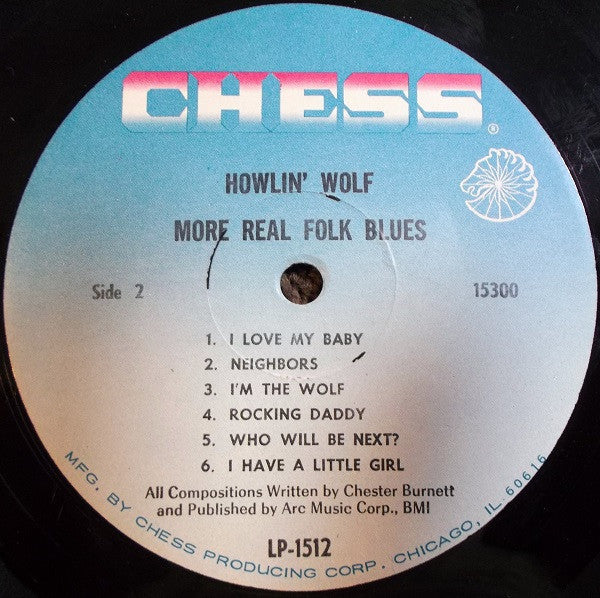 CHESS
®
HOWLIN' WOLF
MORE REAL FOLK BLUES
Side 2
15300
1. I LOVE MY BABY
2. NEIGHBORS
3. I'M THE WOLF
4. ROCKING DADDY
5. WHO WILL BE NEXT?
6. I HAVE A LITTLE GIRL
All Compositions Written by Chester Burnett
and Published by Arc Music Corp., BMI
LP-1512
MFG. BY CHESS PRODUCING CORP. CHICAGO, IL. 60616